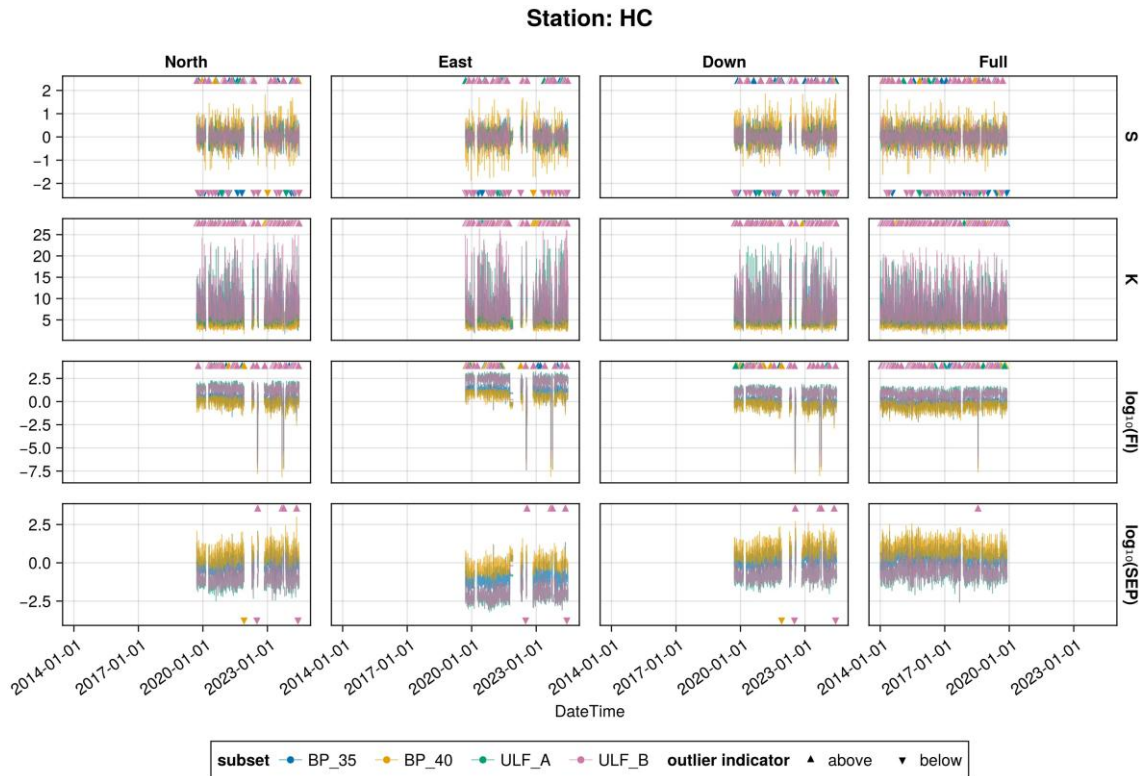 Station: HC
North East Down Full
2 1 0 −1 −2
S
25 20 15 10 5
K
2.5 0.0 −2.5 −5.0 −7.5
log₁₀(FI)
2.5 0.0 −2.5
log₁₀(SEP)
2014-01-01 2017-01-01 2020-01-01 2023-01-01 2014-01-01 2017-01-01 2020-01-01 2023-01-01 2014-01-01 2017-01-01 2020-01-01 2023-01-01 2014-01-01 2017-01-01 2020-01-01 2023-01-01
DateTime
subset BP_35 BP_40 ULF_A ULF_B outlier indicator above below